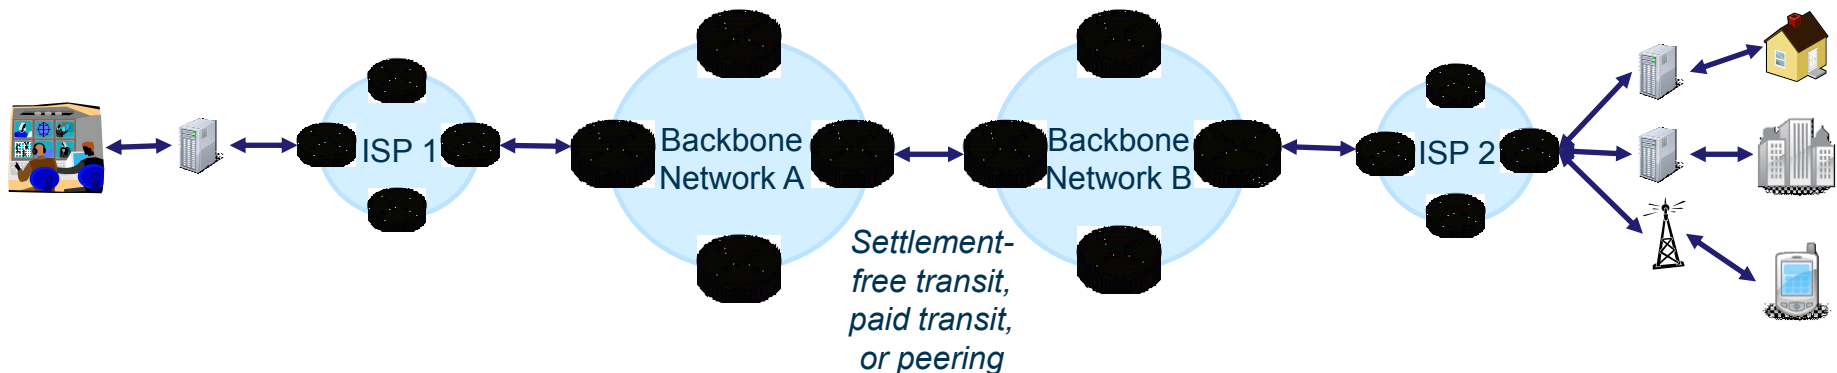 ISP 1
Backbone
Network A
Settlement-
free transit,
paid transit,
or peering
Backbone
Network B
ISP 2